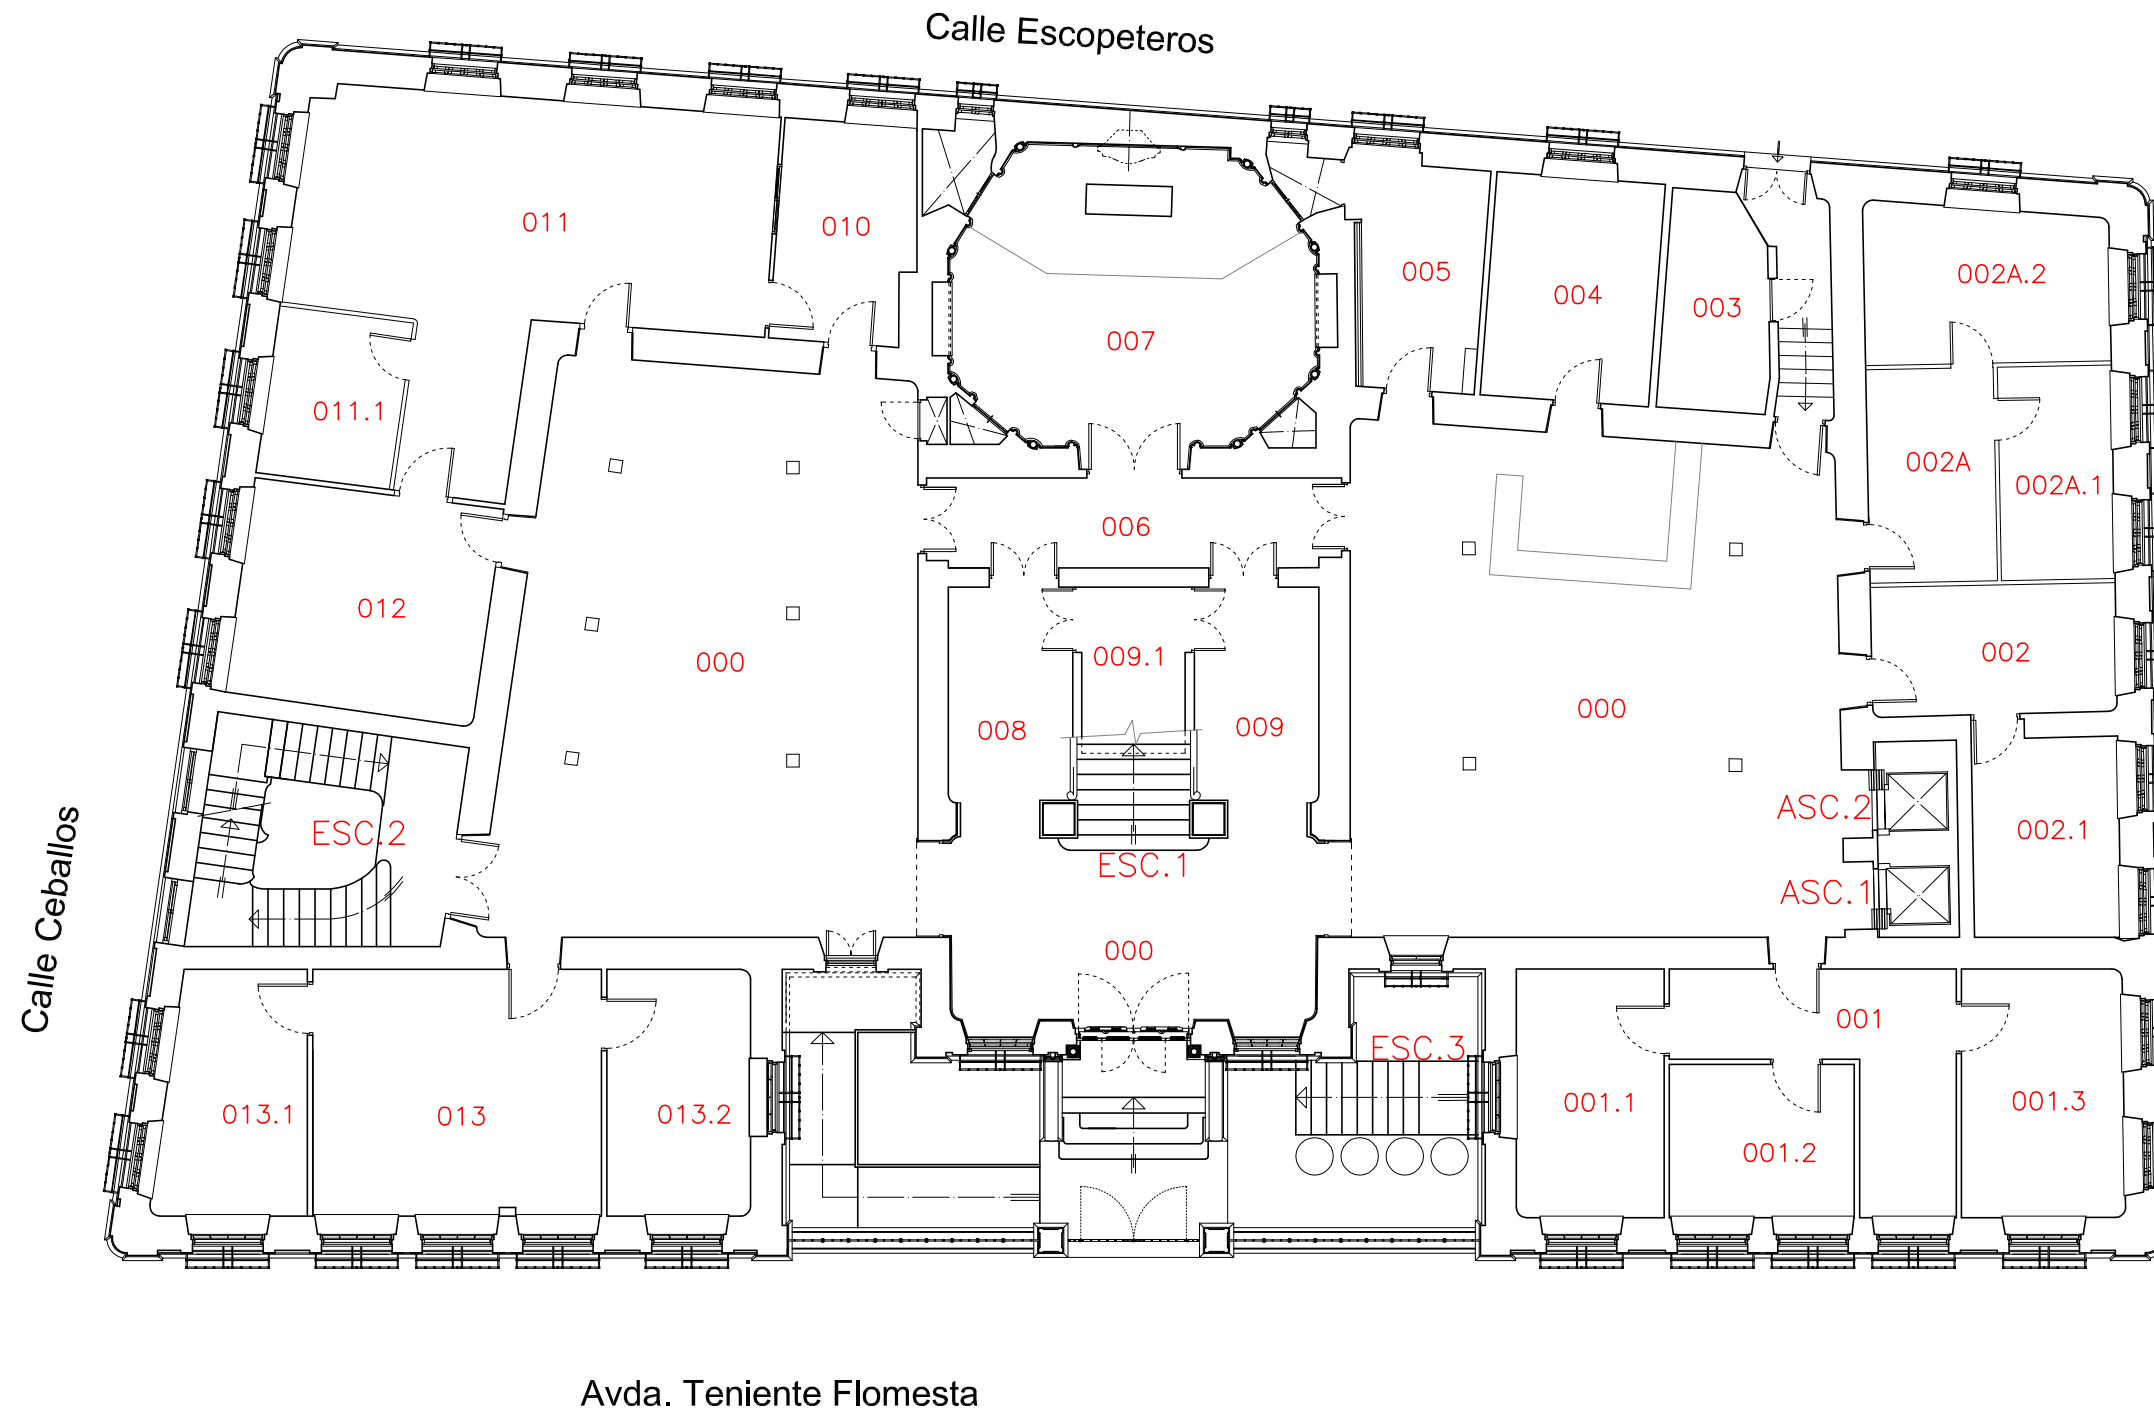 Calle Escopeteros
011
010
005
004
003
002A.2
007
011.1
002A
002A.1
006
012
009.1
002
000
008
009
000
ESC.2
ESC.1
ASC.2
002.1
ASC.1
Calle Ceballos
000
001
ESC.3
013.1
013
013.2
001.1
001.2
001.3
Avda. Teniente Flomesta